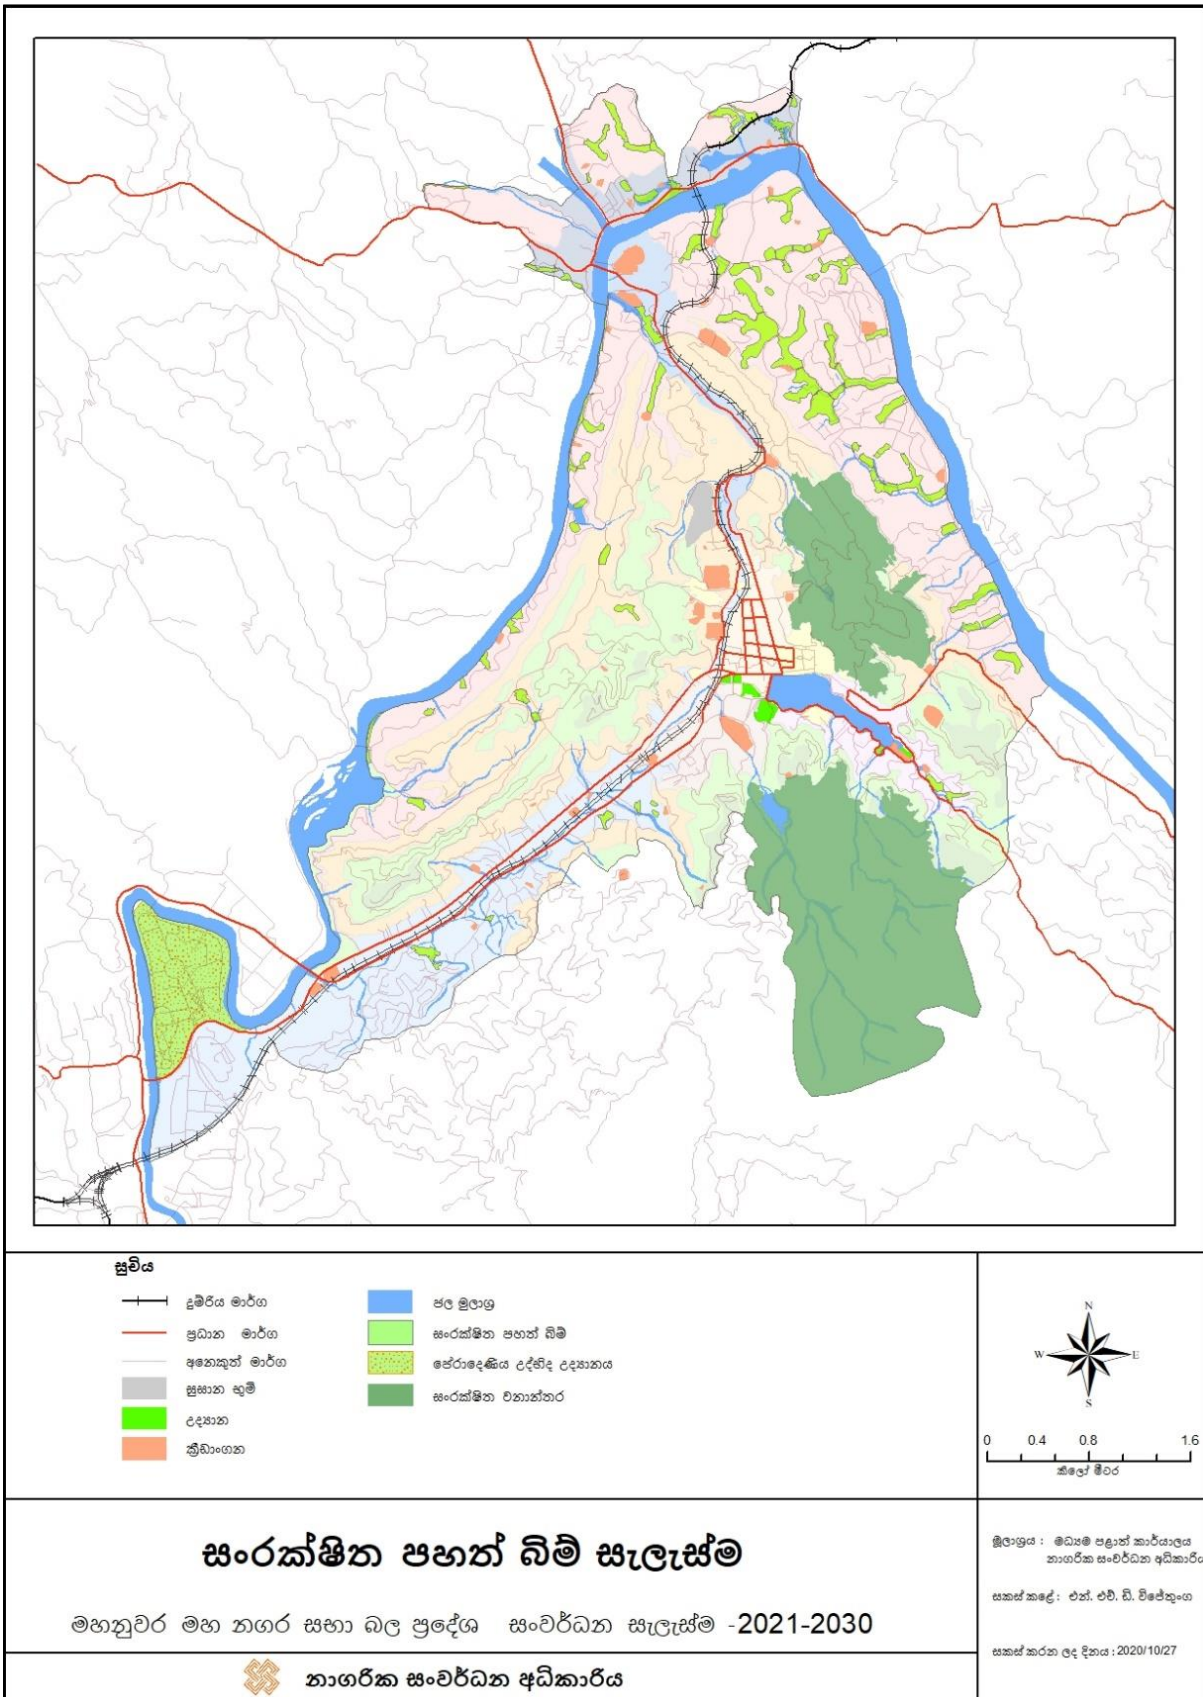 සූචිය
දුම්රිය මාර්ග
ප්‍රධාන මාර්ග
අනෙකුත් මාර්ග
සුසාන භූමි
උද්‍යාන
ක්‍රීඩාංගන
ජල මූලාශ්‍ර
සංරක්ෂිත පහත් බිම්
පේරාදෙණිය උද්භිද උද්‍යානය
සංරක්ෂිත වනාන්තර
N
W E
S
0 0.4 0.8 1.6
කිලෝ මීටර
සංරක්ෂිත පහත් බිම් සැලැස්ම
මහනුවර මහ නගර සභා බල ප්‍රදේශ සංවර්ධන සැලැස්ම -2021-2030
නාගරික සංවර්ධන අධිකාරිය
මූලාශ්‍රය : මධ්‍යම පළාත් කාර්යාලය
නාගරික සංවර්ධන අධිකාරිය
සකස් කළේ : එන්. එච්. ඩී. විජේතුංග
සකස් කරන ලද දිනය : 2020/10/27